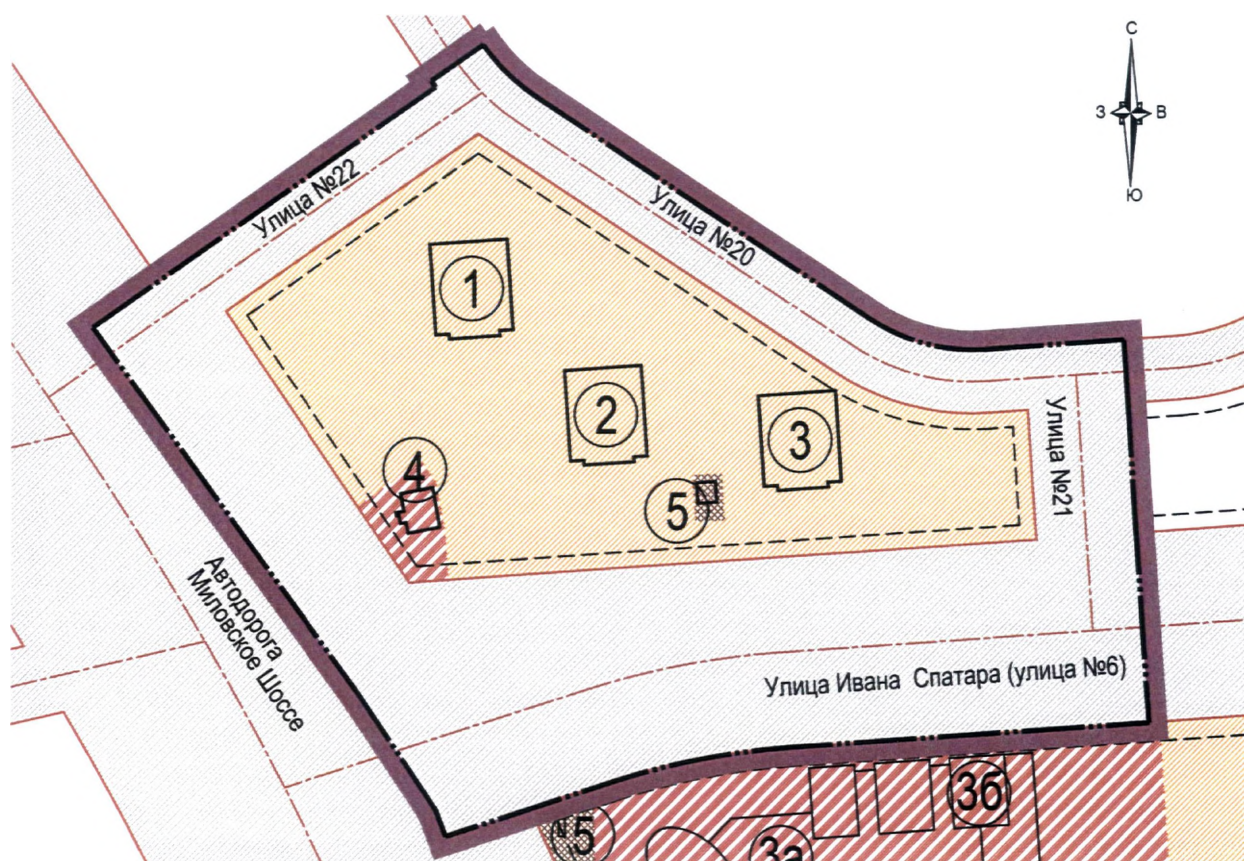 С
З
В
Ю
Улица №22
Улица №20
1
2
3
4
5
Улица №21
Автодорога
Миловское Шоссе
Улица Ивана Спатара (улица №6)
3б
5
3а